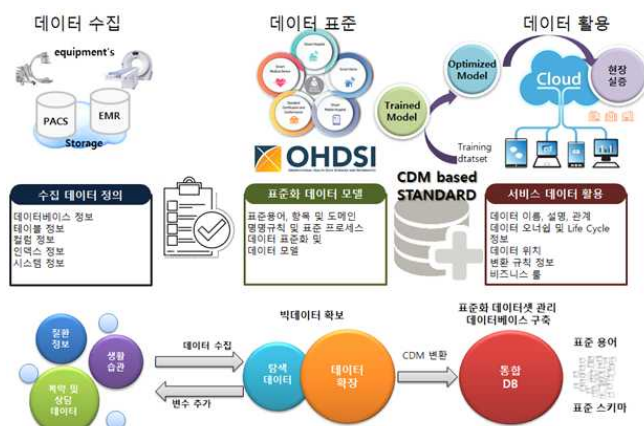 데이터 수집
데이터 표준
데이터 활용
equipment's
PACS
EMR
Storage
OHDSI
Trained
Model
Optimized
Model
Training
dtatset
Cloud
현장
실증
CDM based
STANDARD
수집 데이터 정의
데이터베이스 정보
테이블 정보
컬럼 정보
인덱스 정보
시스템 정보
표준화 데이터 모델
표준용어, 항목 및 도메인
명명규칙 및 표준 프로세스
데이터 표준화 및
데이터 모델
서비스 데이터 활용
데이터 이름, 설명, 관계
데이터 오너쉽 및 Life Cycle
정보
데이터 위치
변환 규칙 정보
비즈니스 룰
질환
정보
생활
습관
복약 및
상담
데이터
데이터 수집
변수 추가
빅데이터 확보
탐색
데이터
데이터
확장
CDM 변환
표준화 데이터셋 관리
데이터베이스 구축
통합
DB
표준 용어
표준 스키마